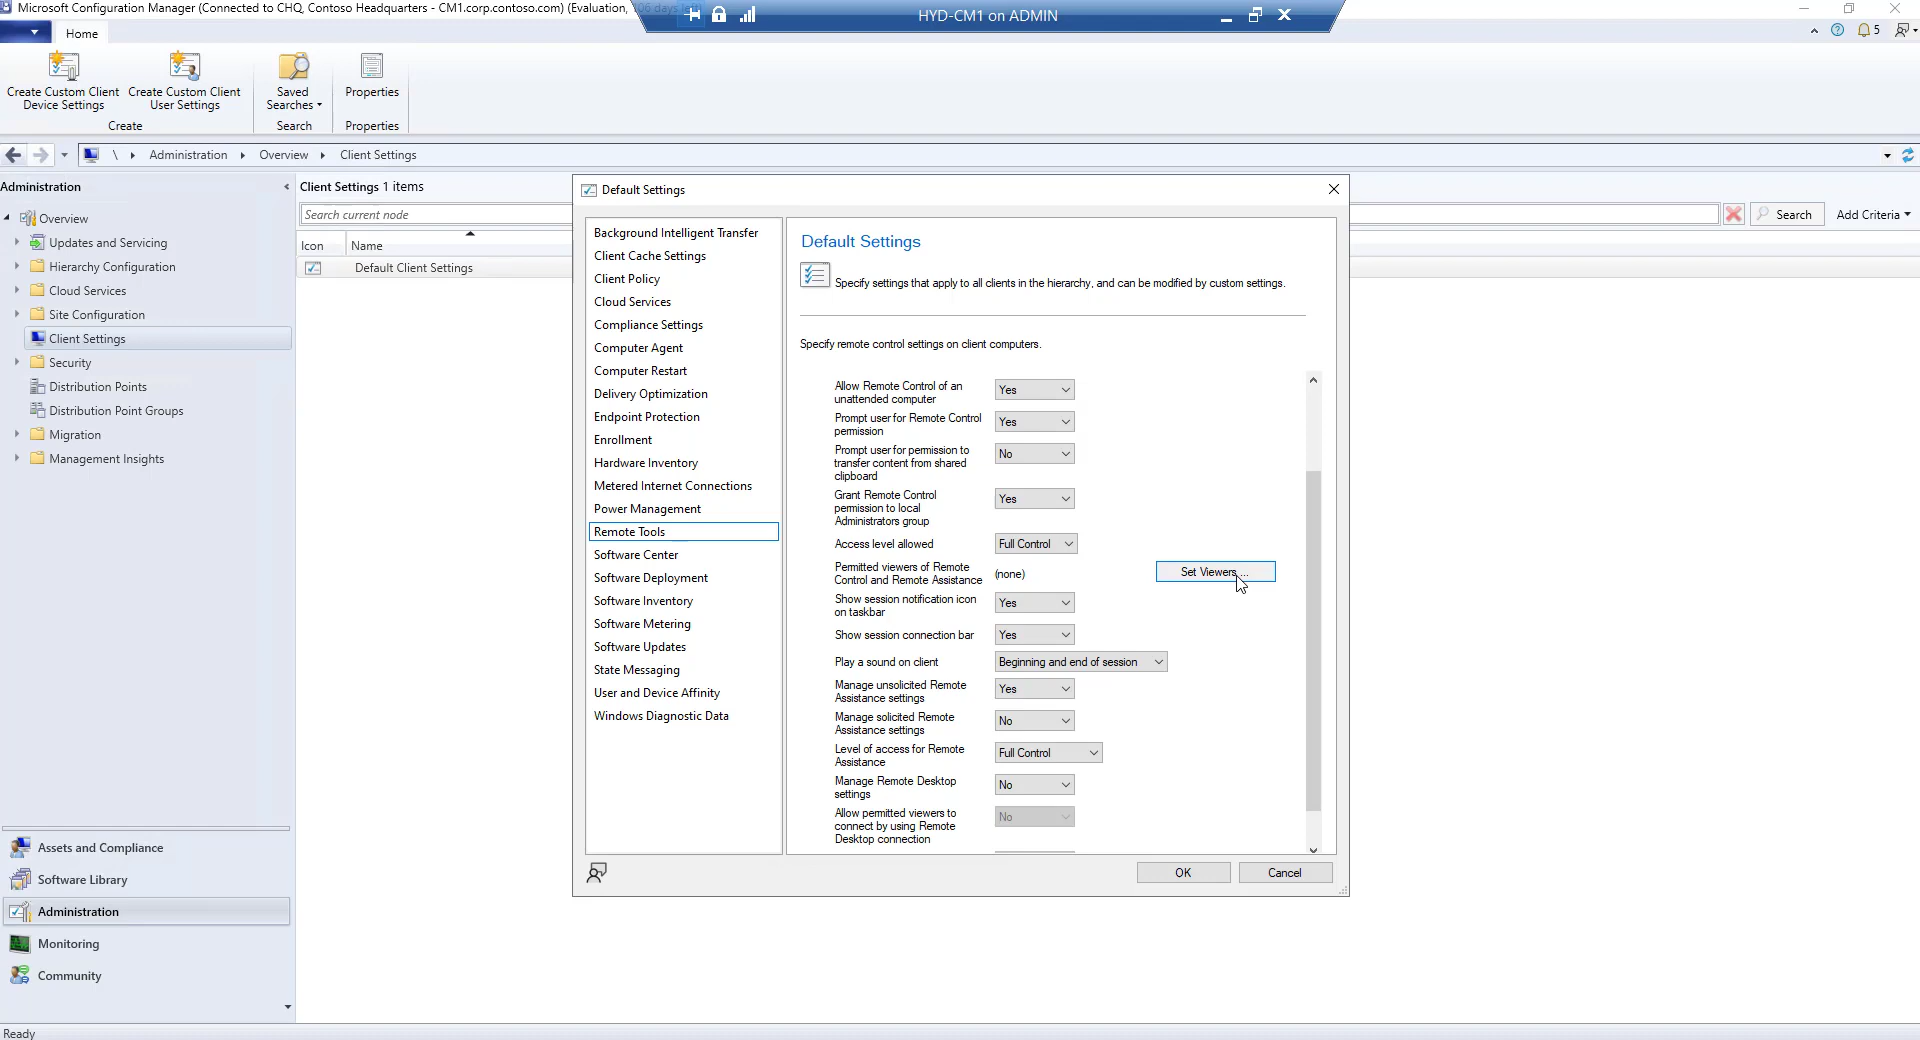 Microsoft Configuration Manager (Connected to CHQ, Contoso Headquarters - CM1.corp.contoso.com) (Evaluation,
HYD-CM1 on ADMIN
Home
5
Create Custom Client
Device Settings
Create Custom Client
User Settings
Saved
Searches
Properties
Create
Search
Properties
\
Administration
Overview
Client Settings
Administration
Overview
Updates and Servicing
Hierarchy Configuration
Cloud Services
Site Configuration
Client Settings
Security
Distribution Points
Distribution Point Groups
Migration
Management Insights
Assets and Compliance
Software Library
Administration
Monitoring
Community
Ready
Client Settings 1 items
Search current node
Search
Add Criteria
Icon
Name
Default Client Settings
Default Settings
Background Intelligent Transfer
Client Cache Settings
Client Policy
Cloud Services
Compliance Settings
Computer Agent
Computer Restart
Delivery Optimization
Endpoint Protection
Enrollment
Hardware Inventory
Metered Internet Connections
Power Management
Remote Tools
Software Center
Software Deployment
Software Inventory
Software Metering
Software Updates
State Messaging
User and Device Affinity
Windows Diagnostic Data
Default Settings
Specify settings that apply to all clients in the hierarchy, and can be modified by custom settings.
Specify remote control settings on client computers.
Allow Remote Control of an
unattended computer
Yes
Prompt user for Remote Control
permission
Yes
Prompt user for permission to
transfer content from shared
clipboard
No
Grant Remote Control
permission to local
Administrators group
Yes
Access level allowed
Full Control
Permitted viewers of Remote
Control and Remote Assistance
(none)
Set Viewers ...
Show session notification icon
on taskbar
Yes
Show session connection bar
Yes
Play a sound on client
Beginning and end of session
Manage unsolicited Remote
Assistance settings
Yes
Manage solicited Remote
Assistance settings
No
Level of access for Remote
Assistance
Full Control
Manage Remote Desktop
settings
No
Allow permitted viewers to
connect by using Remote
Desktop connection
No
OK
Cancel